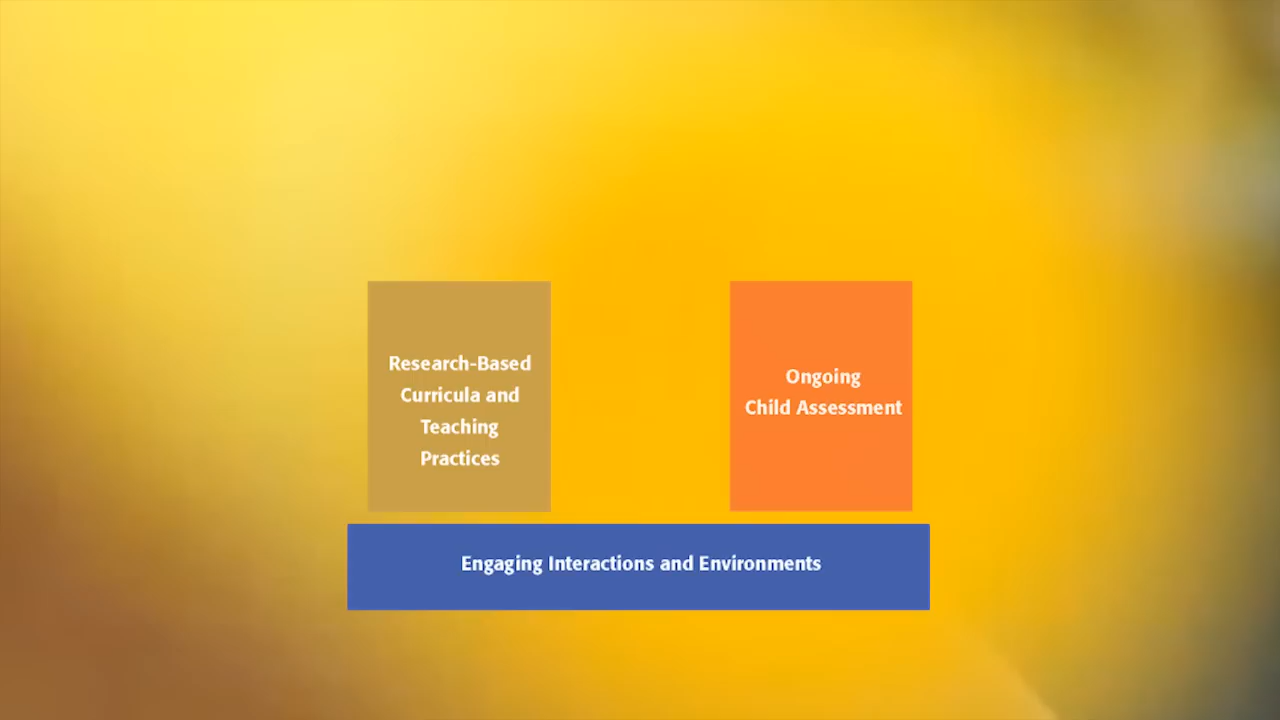 Research-Based
Curricula and
Teaching
Practices
Ongoing
Child Assessment
Engaging Interactions and Environments